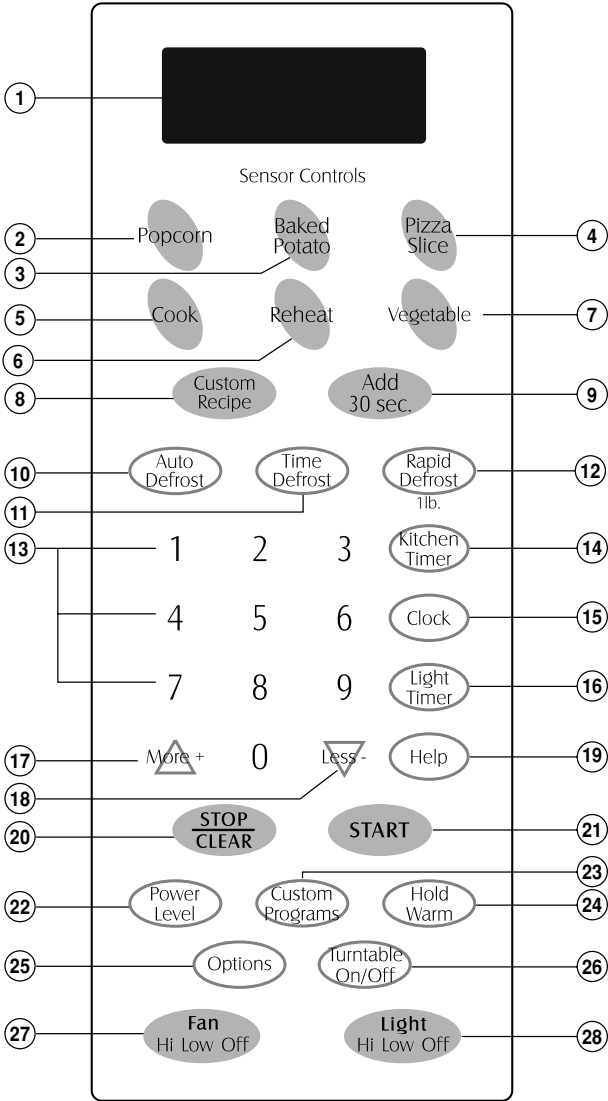 1
Sensor Controls
2
Popcorn
Baked
Potato
Pizza
Slice
4
3
5
Cook
Reheat
Vegetable
7
6
8
Custom
Recipe
Add
30 sec.
9
10
Auto
Defrost
Time
Defrost
Rapid
Defrost
12
11
1lb.
13
1 2 3
Kitchen
Timer
14
4 5 6
Clock
15
7 8 9
Light
Timer
16
17
More +
0
Less -
Help
19
18
20
STOP
CLEAR
START
21
23
22
Power
Level
Custom
Programs
Hold
Warm
24
25
Options
Turntable
On/Off
26
27
Fan
Hi Low Off
Light
Hi Low Off
28